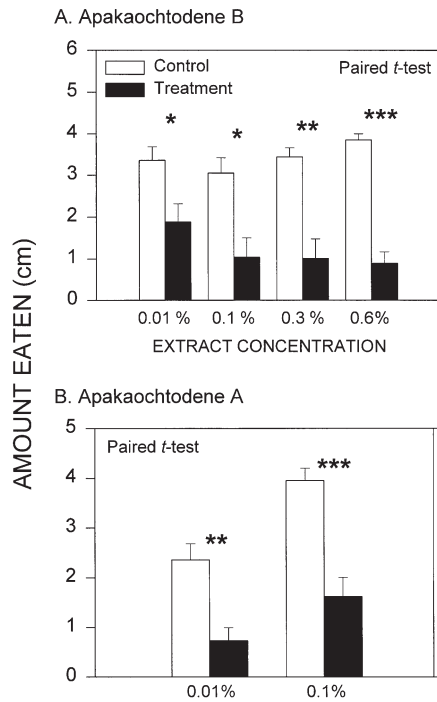 A. Apakaochtodene B
6
Control
Paired t-test
Treatment
5
* * ** ***
4
3
2
1
0
0.01 % 0.1 % 0.3 % 0.6%
EXTRACT CONCENTRATION
AMOUNT EATEN (cm)
B. Apakaochtodene A
5
Paired t-test
***
4
**
3
2
1
0
0.01% 0.1%